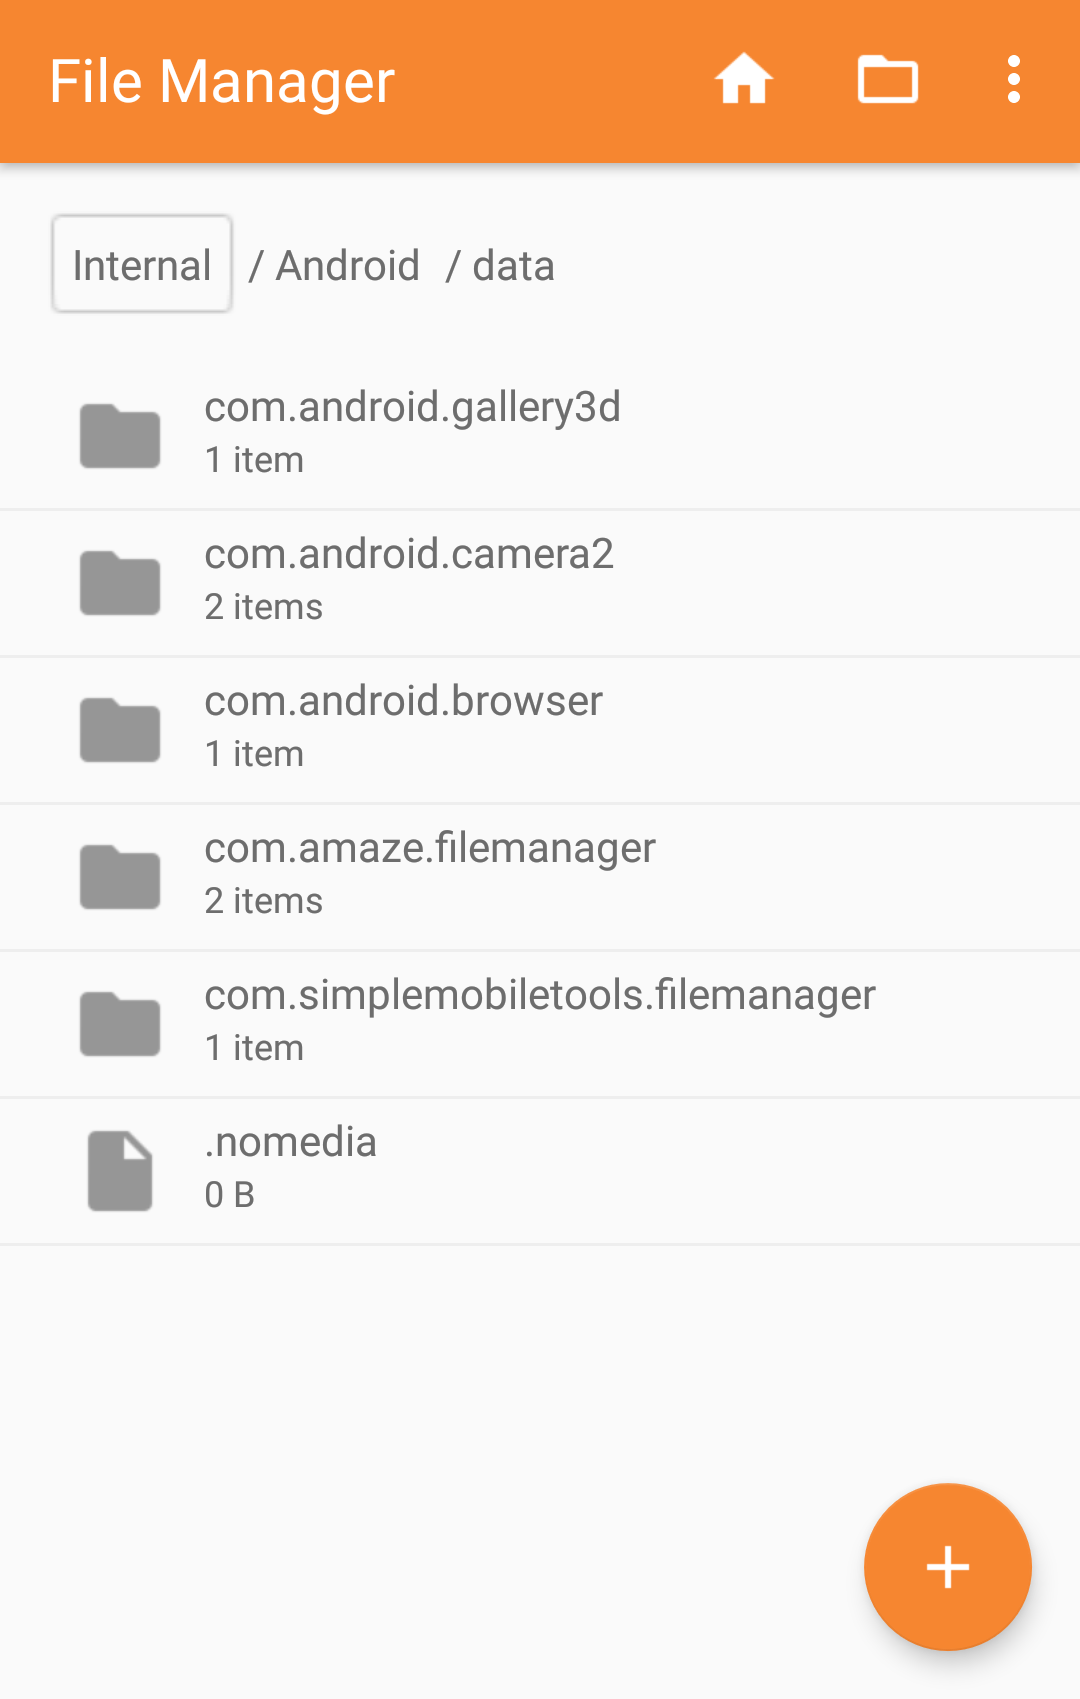 File Manager
Internal / Android / data
com.android.gallery3d
1 item
com.android.camera2
2 items
com.android.browser
1 item
com.amaze.filemanager
2 items
com.simplemobiletools.filemanager
1 item
.nomedia
0 B